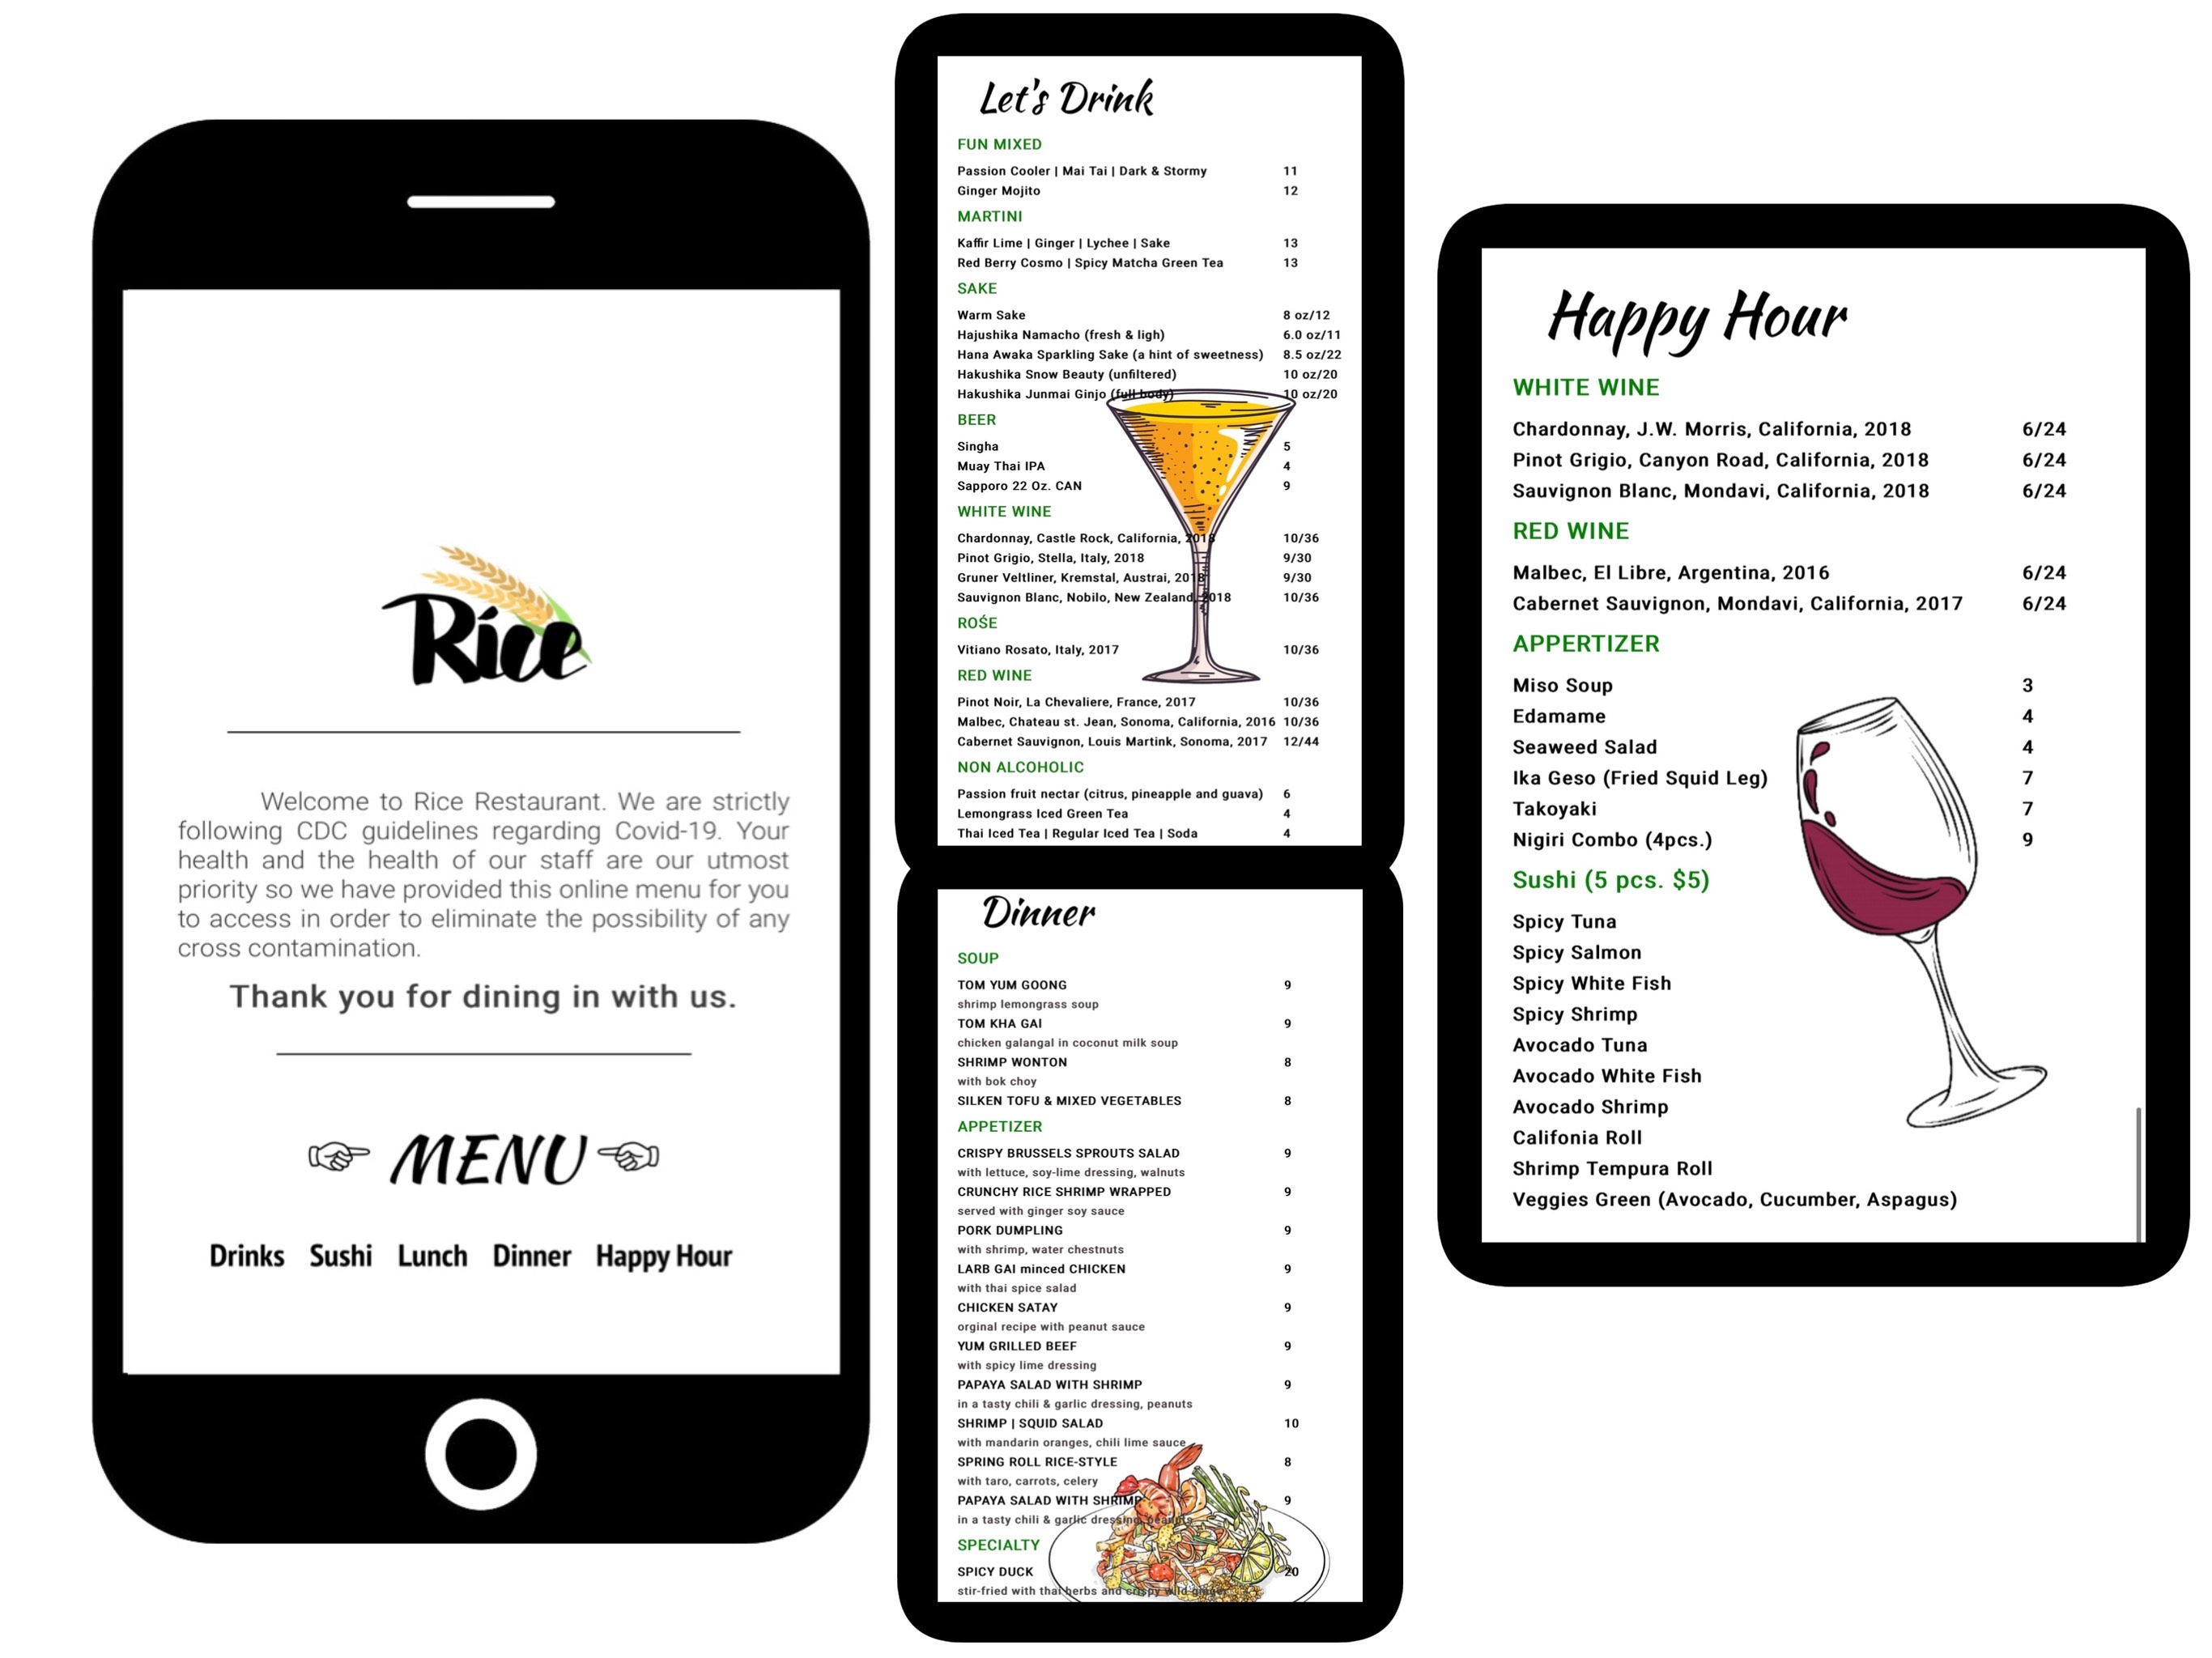 Rice
Welcome to Rice Restaurant. We are strictly
following CDC guidelines regarding Covid-19. Your
health and the health of our staff are our utmost
priority so we have provided this online menu for you
to access in order to eliminate the possibility of any
cross contamination.
Thank you for dining in with us.
MENU
Drinks Sushi Lunch Dinner Happy Hour
Let's Drink
FUN MIXED
Passion Cooler | Mai Tai | Dark & Stormy 11
Ginger Mojito 12
MARTINI
Kaffir Lime | Ginger | Lychee | Sake 13
Red Berry Cosmo | Spicy Matcha Green Tea 13
SAKE
Warm Sake 8 oz/12
Hajushika Namacho (fresh & ligh) 6.0 oz/11
Hana Awaka Sparkling Sake (a hint of sweetness) 8.5 oz/22
Hakushika Snow Beauty (unfiltered) 10 oz/20
Hakushika Junmai Ginjo (full body) 10 oz/20
BEER
Singha 5
Muay Thai IPA 4
Sapporo 22 Oz. CAN 9
WHITE WINE
Chardonnay, Castle Rock, California, 2018 10/36
Pinot Grigio, Stella, Italy, 2018 9/30
Gruner Veltliner, Kremstal, Austrai, 2018 9/30
Sauvignon Blanc, Nobilo, New Zealand, 2018 10/36
ROŚE
Vitiano Rosato, Italy, 2017 10/36
RED WINE
Pinot Noir, La Chevaliere, France, 2017 10/36
Malbec, Chateau st. Jean, Sonoma, California, 2016 10/36
Cabernet Sauvignon, Louis Martink, Sonoma, 2017 12/44
NON ALCOHOLIC
Passion fruit nectar (citrus, pineapple and guava) 6
Lemongrass Iced Green Tea 4
Thai Iced Tea | Regular Iced Tea | Soda 4
Dinner
SOUP
TOM YUM GOONG 9
shrimp lemongrass soup
TOM KHA GAI 9
chicken galangal in coconut milk soup
SHRIMP WONTON 8
with bok choy
SILKEN TOFU & MIXED VEGETABLES 8
APPETIZER
CRISPY BRUSSELS SPROUTS SALAD 9
with lettuce, soy-lime dressing, walnuts
CRUNCHY RICE SHRIMP WRAPPED 9
served with ginger soy sauce
PORK DUMPLING 9
with shrimp, water chestnuts
LARB GAI minced CHICKEN 9
with thai spice salad
CHICKEN SATAY 9
orginal recipe with peanut sauce
YUM GRILLED BEEF 9
with spicy lime dressing
PAPAYA SALAD WITH SHRIMP 9
in a tasty chili & garlic dressing, peanuts
SHRIMP | SQUID SALAD 10
with mandarin oranges, chili lime sauce
SPRING ROLL RICE-STYLE 8
with taro, carrots, celery
PAPAYA SALAD WITH SHRIMP 9
in a tasty chili & garlic dressing, peanuts
SPECIALTY
SPICY DUCK 20
stir-fried with thai herbs and crispy wild ginger
Happy Hour
WHITE WINE
Chardonnay, J.W. Morris, California, 2018 6/24
Pinot Grigio, Canyon Road, California, 2018 6/24
Sauvignon Blanc, Mondavi, California, 2018 6/24
RED WINE
Malbec, El Libre, Argentina, 2016 6/24
Cabernet Sauvignon, Mondavi, California, 2017 6/24
APPERTIZER
Miso Soup 3
Edamame 4
Seaweed Salad 4
Ika Geso (Fried Squid Leg) 7
Takoyaki 7
Nigiri Combo (4pcs.) 9
Sushi (5 pcs. $5)
Spicy Tuna
Spicy Salmon
Spicy White Fish
Spicy Shrimp
Avocado Tuna
Avocado White Fish
Avocado Shrimp
Califonia Roll
Shrimp Tempura Roll
Veggies Green (Avocado, Cucumber, Aspagus)